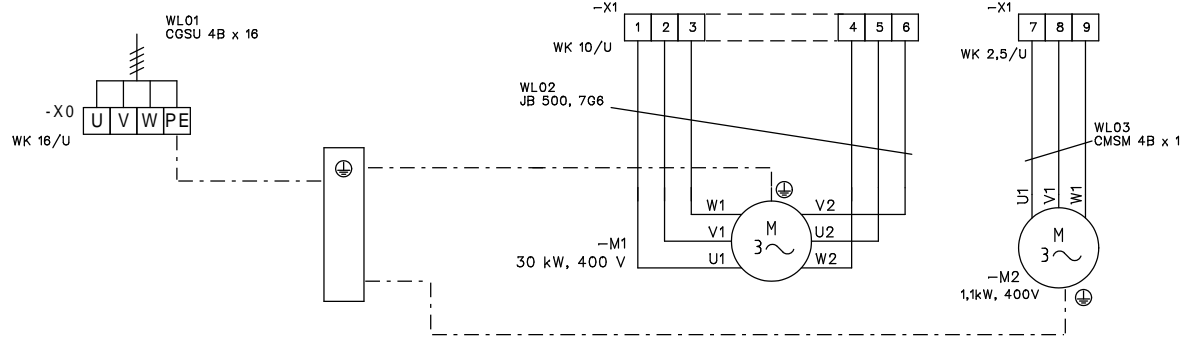 WL01
CGSU 4B x 16
-X0
U V W PE
WK 16/U
-X1
1 2 3 4 5 6
WK 10/U
WL02
JB 500, 7G6
W1
V1
U1
V2
U2
W2
M
3
-M1
30 kW, 400 V
-X1
7 8 9
WK 2,5/U
WL03
CMSM 4B x 1
U1
V1
W1
M
3
-M2
1,1kW, 400V